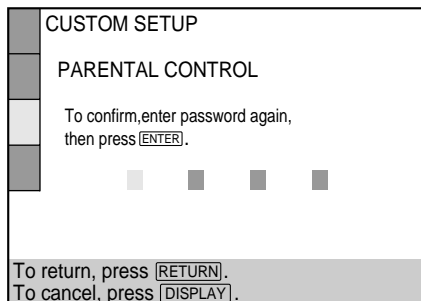 CUSTOM SETUP
PARENTAL CONTROL
To confirm,enter password again,
then press ENTER.
To return, press RETURN.
To cancel, press DISPLAY.